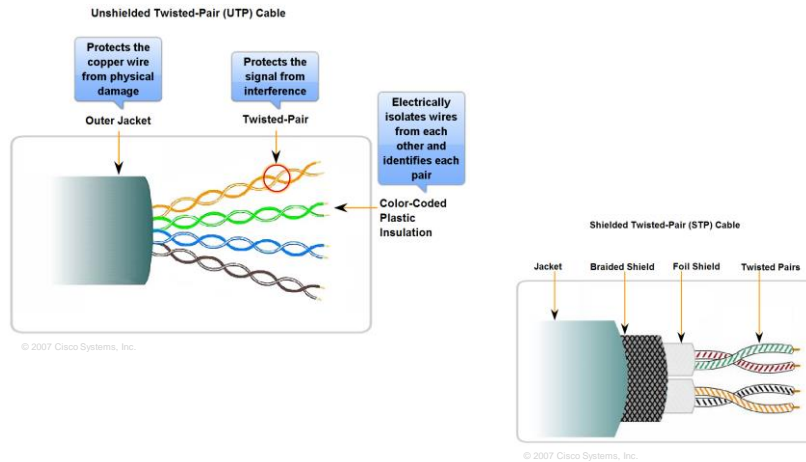 Unshielded Twisted-Pair (UTP) Cable
Protects the
copper wire
from physical
damage
Outer Jacket
Protects the
signal from
interference
Twisted-Pair
Electrically
isolates wires
from each
other and
identifies each
pair
Color-Coded
Plastic
Insulation
© 2007 Cisco Systems, Inc.
Shielded Twisted-Pair (STP) Cable
Jacket
Braided Shield
Foil Shield
Twisted Pairs
© 2007 Cisco Systems, Inc.